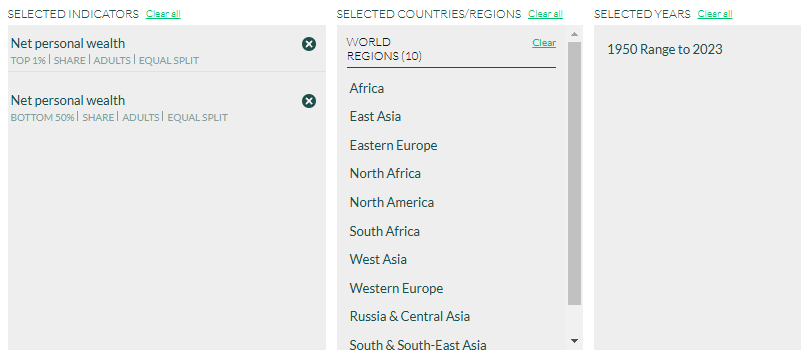 SELECTED INDICATORS Clear all
Net personal wealth
TOP 1% | SHARE | ADULTS | EQUAL SPLIT
Net personal wealth
BOTTOM 50% | SHARE | ADULTS | EQUAL SPLIT
SELECTED COUNTRIES/REGIONS Clear all
WORLD
REGIONS (10) Clear
Africa
East Asia
Eastern Europe
North Africa
North America
South Africa
West Asia
Western Europe
Russia & Central Asia
South & South-East Asia
SELECTED YEARS Clear all
1950 Range to 2023